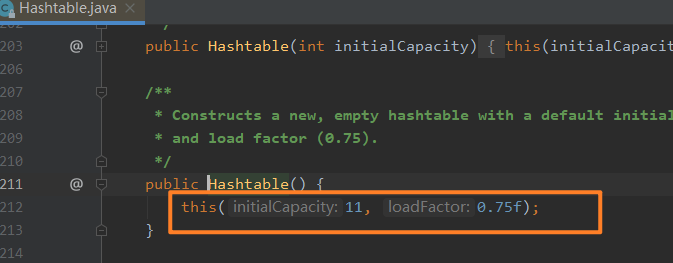 Hashtable.java
202 */
203 @ public Hashtable(int initialCapacity) { this(initialCapacit
206
207 /**
208 * Constructs a new, empty hashtable with a default initial
209 * and load factor (0.75).
210 */
211 @ public Hashtable() {
212 this( initialCapacity: 11, loadFactor: 0.75f);
213 }
214